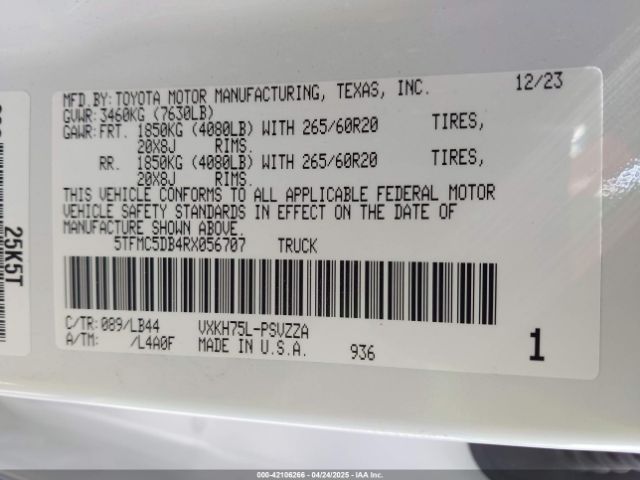 MFD.BY:TOYOTA MOTOR MANUFACTURING, TEXAS, INC. 12/23
GVWR:3460KG (7630LB)
GAWR:FRT. 1850KG (4080LB) WITH 265/60R20 TIRES,
20X8J RIMS.
RR. 1850KG (4080LB) WITH 265/60R20 TIRES,
20X8J RIMS.
THIS VEHICLE CONFORMS TO ALL APPLICABLE FEDERAL MOTOR
VEHICLE SAFETY STANDARDS IN EFFECT ON THE DATE OF
MANUFACTURE SHOWN ABOVE.
5TFMC5DB4RX056707 TRUCK
C/TR:089/LB44 VXKH75L-PSVZZA
A/TM: /L4A0F MADE IN U.S.A. 936 1
25K5T
000-42106266 - 04/24/2025 - IAA Inc.